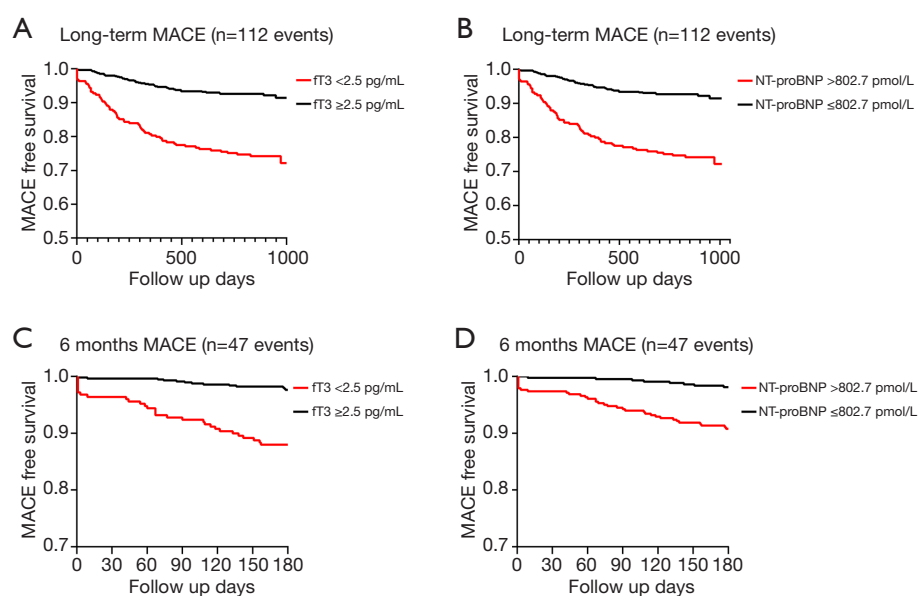 A
Long-term MACE (n=112 events)
MACE free survival
1.0
0.9
0.8
0.7
0.6
0.5
fT3 <2.5 pg/mL
fT3 ≥2.5 pg/mL
0 500 1000
Follow up days
B
Long-term MACE (n=112 events)
MACE free survival
1.0
0.9
0.8
0.7
0.6
0.5
NT-proBNP >802.7 pmol/L
NT-proBNP ≤802.7 pmol/L
0 500 1000
Follow up days
C
6 months MACE (n=47 events)
MACE free survival
1.0
0.9
0.8
0.7
fT3 <2.5 pg/mL
fT3 ≥2.5 pg/mL
0 30 60 90 120 150 180
Follow up days
D
6 months MACE (n=47 events)
MACE free survival
1.0
0.9
0.8
0.7
NT-proBNP >802.7 pmol/L
NT-proBNP ≤802.7 pmol/L
0 30 60 90 120 150 180
Follow up days